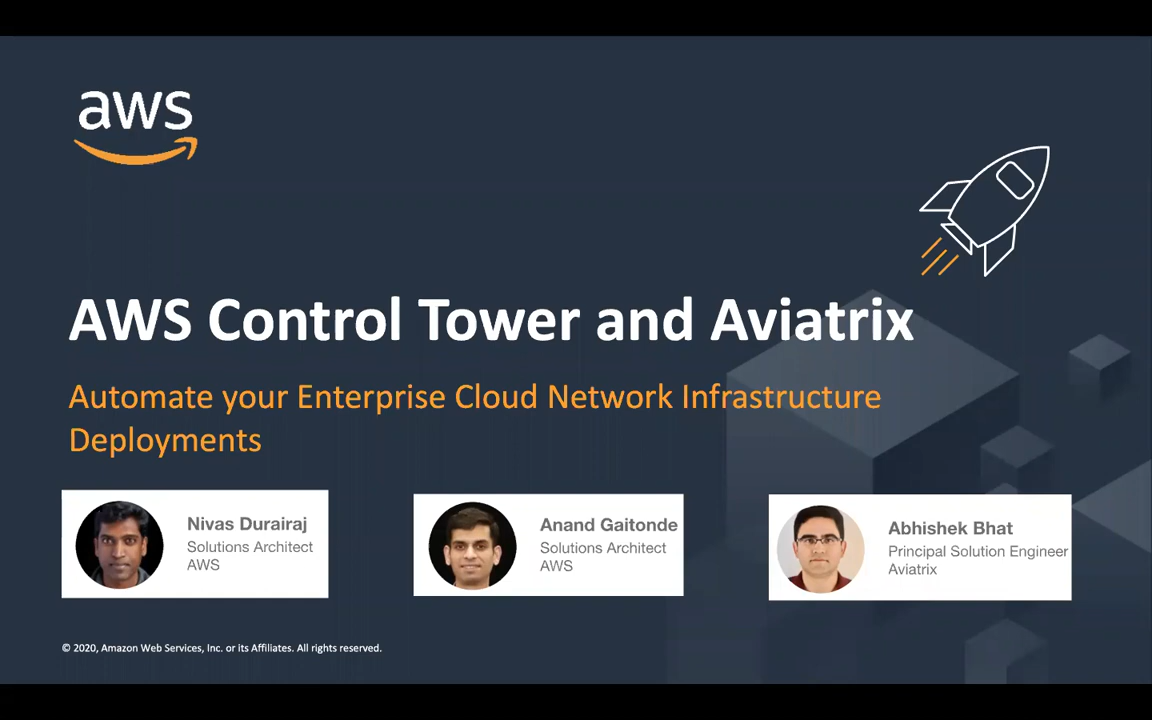 aws
AWS Control Tower and Aviatrix
Automate your Enterprise Cloud Network Infrastructure
Deployments
Nivas Durairaj
Solutions Architect
AWS
Anand Gaitonde
Solutions Architect
AWS
Abhishek Bhat
Principal Solution Engineer
Aviatrix
© 2020, Amazon Web Services, Inc. or its Affiliates. All rights reserved.